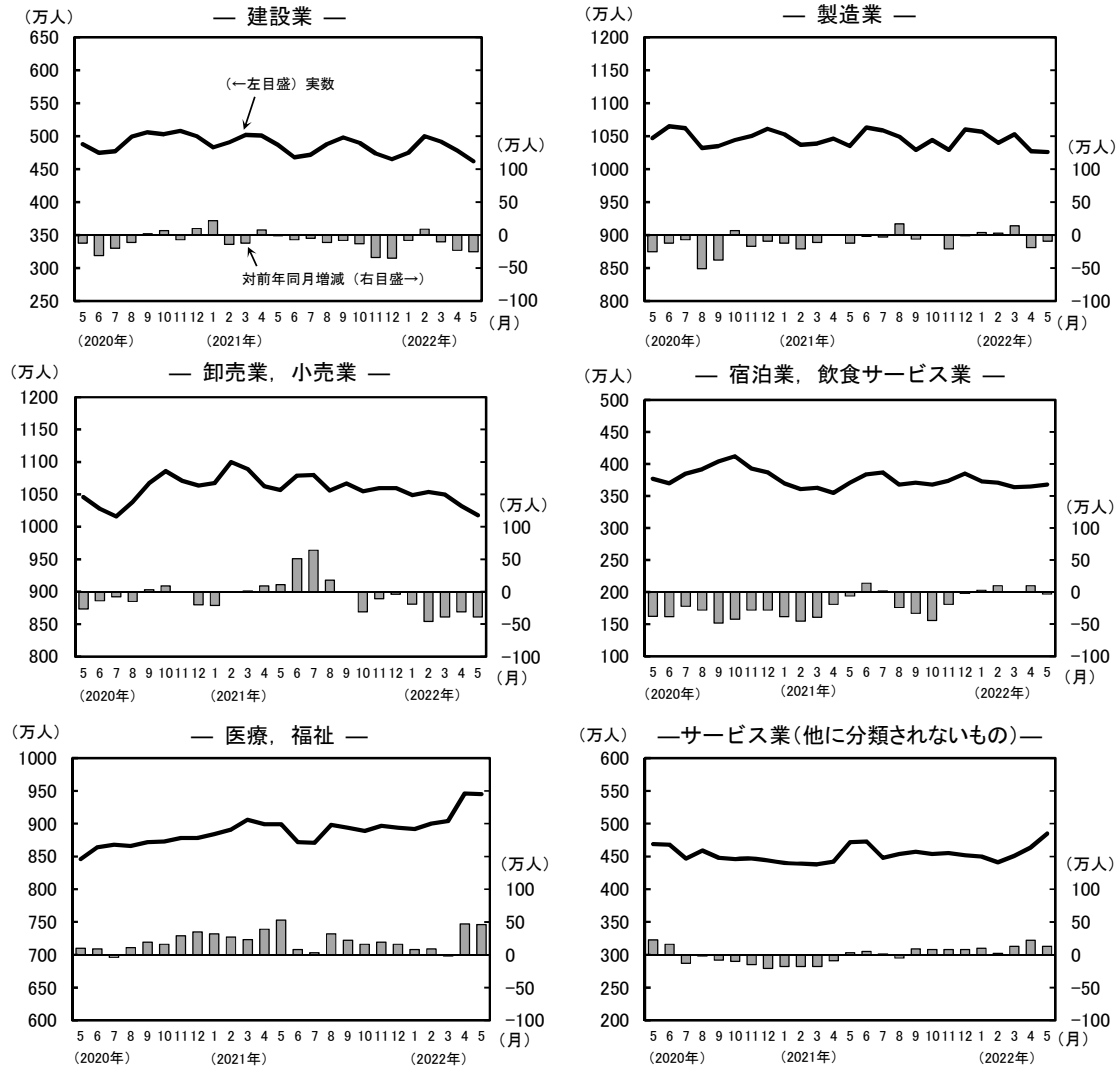 (万人)
― 建設業 ―
650
600
550
500
450
400
350
300
250
(←左目盛) 実数
対前年同月増減 (右目盛→)
(万人)
100
50
0
−50
−100
5 6 7 8 9 10 11 12 1 2 3 4 5 6 7 8 9 10 11 12 1 2 3 4 5
(月)
(2020年) (2021年) (2022年)
(万人)
― 製造業 ―
1200
1150
1100
1050
1000
950
900
850
800
(万人)
100
50
0
−50
−100
5 6 7 8 9 10 11 12 1 2 3 4 5 6 7 8 9 10 11 12 1 2 3 4 5
(月)
(2020年) (2021年) (2022年)
(万人)
― 卸売業, 小売業 ―
1200
1150
1100
1050
1000
950
900
850
800
(万人)
100
50
0
−50
−100
5 6 7 8 9 10 11 12 1 2 3 4 5 6 7 8 9 10 11 12 1 2 3 4 5
(月)
(2020年) (2021年) (2022年)
(万人)
― 宿泊業, 飲食サービス業 ―
500
450
400
350
300
250
200
150
100
(万人)
100
50
0
−50
−100
5 6 7 8 9 10 11 12 1 2 3 4 5 6 7 8 9 10 11 12 1 2 3 4 5
(月)
(2020年) (2021年) (2022年)
(万人)
― 医療, 福祉 ―
1000
950
900
850
800
750
700
650
600
(万人)
100
50
0
−50
−100
5 6 7 8 9 10 11 12 1 2 3 4 5 6 7 8 9 10 11 12 1 2 3 4 5
(月)
(2020年) (2021年) (2022年)
(万人)
―サービス業(他に分類されないもの)―
600
550
500
450
400
350
300
250
200
(万人)
100
50
0
−50
−100
5 6 7 8 9 10 11 12 1 2 3 4 5 6 7 8 9 10 11 12 1 2 3 4 5
(月)
(2020年) (2021年) (2022年)